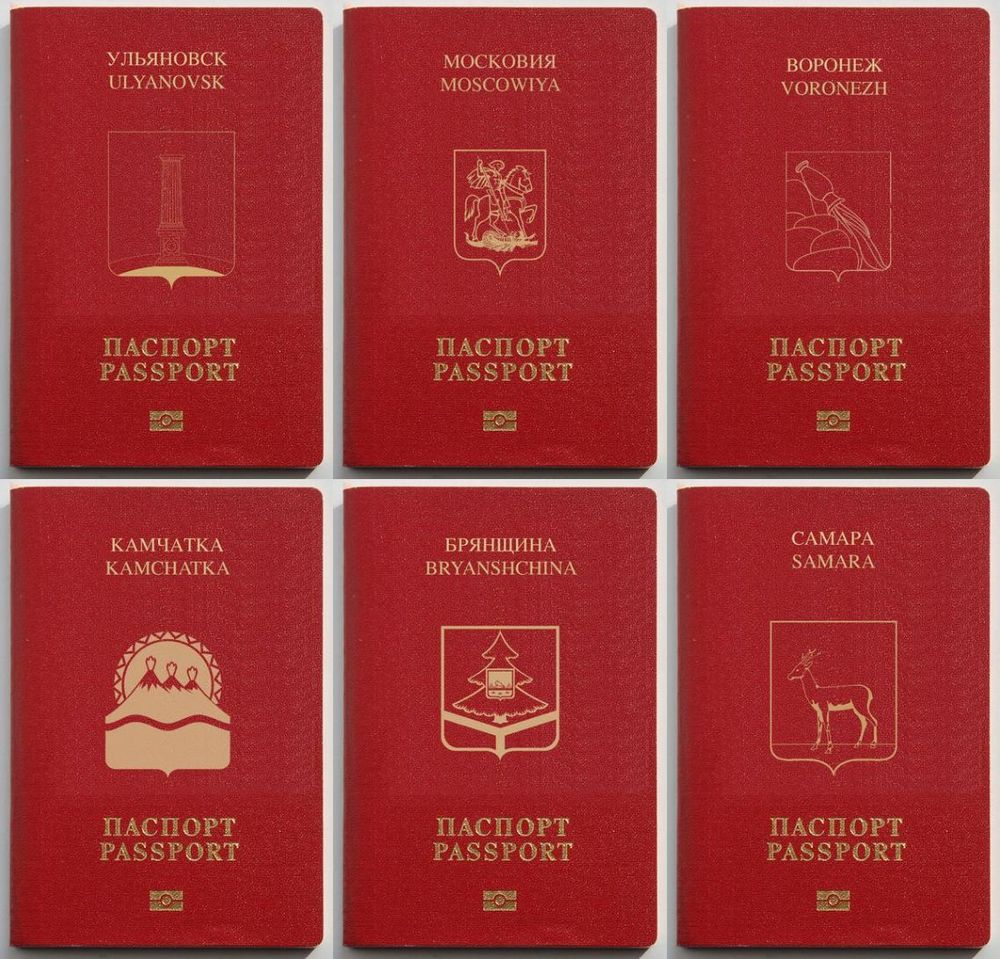 УЛЬЯНОВСК
ULYANOVSK
ПАСПОРТ
PASSPORT
МОСКОВИЯ
MOSCOWIYA
ПАСПОРТ
PASSPORT
ВОРОНЕЖ
VORONEZH
ПАСПОРТ
PASSPORT
КАМЧАТКА
KAMCHATKA
ПАСПОРТ
PASSPORT
БРЯНЩИНА
BRYANSHCHINA
ПАСПОРТ
PASSPORT
САМАРА
SAMARA
ПАСПОРТ
PASSPORT